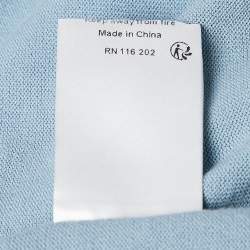 Keep away from fire
Made in China
RN 116 202